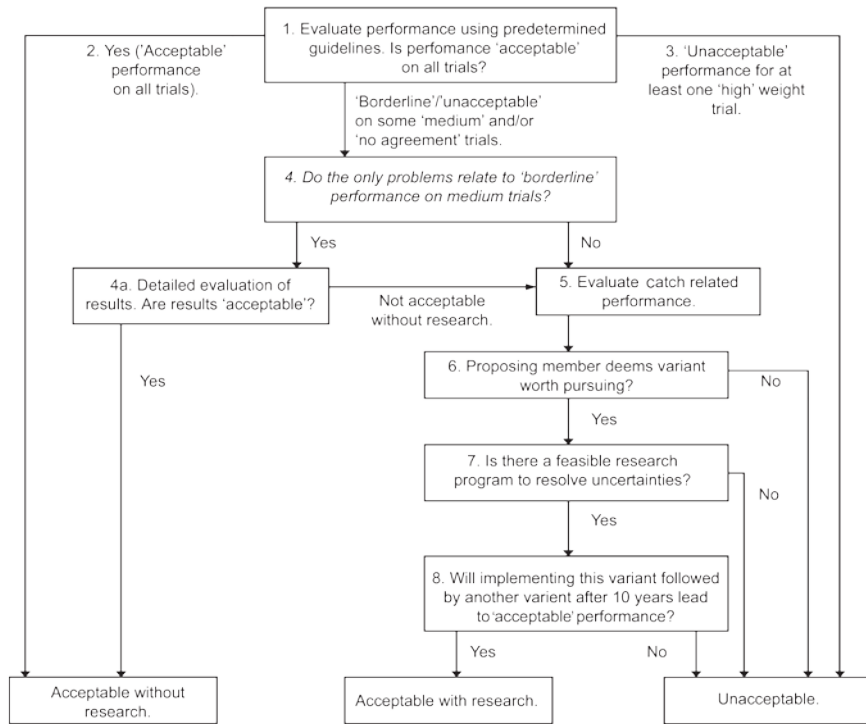 1. Evaluate performance using predetermined
guidelines. Is perfomance ‘acceptable’
on all trials?
2. Yes (’Acceptable’
performance
on all trials).
3. ‘Unacceptable’
performance for at
least one ‘high’ weight
trial.
‘Borderline’/’unacceptable’
on some ‘medium’ and/or
‘no agreement’ trials.
4. Do the only problems relate to ‘borderline’
performance on medium trials?
Yes
No
4a. Detailed evaluation of
results. Are results ‘acceptable’?
Not acceptable
without research.
5. Evaluate catch related
performance.
Yes
6. Proposing member deems variant
worth pursuing?
No
Yes
7. Is there a feasible research
program to resolve uncertainties?
No
Yes
8. Will implementing this variant followed
by another varient after 10 years lead
to ‘acceptable’ performance?
Yes
No
Acceptable without
research.
Acceptable with research.
Unacceptable.